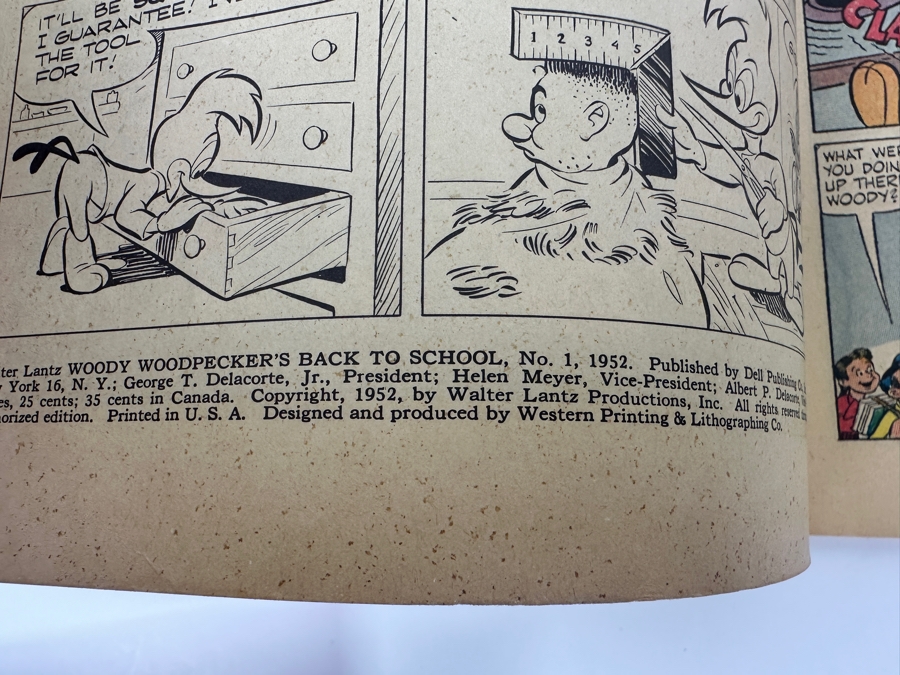 IT'LL BE
I GUARANTEE!
THE TOOL
FOR IT!
1 2 3 4 5
WHAT WERE
YOU DOIN
UP THER
WOODY?
ter Lantz WOODY WOODPECKER'S BACK TO SCHOOL, No. 1, 1952. Published by Dell Publishing Co.
York 16, N. Y.; George T. Delacorte, Jr., President; Helen Meyer, Vice-President; Albert P. Delacorte,
es, 25 cents; 35 cents in Canada. Copyright, 1952, by Walter Lantz Productions, Inc. All rights reserved
orized edition. Printed in U. S. A. Designed and produced by Western Printing & Lithographing Co.